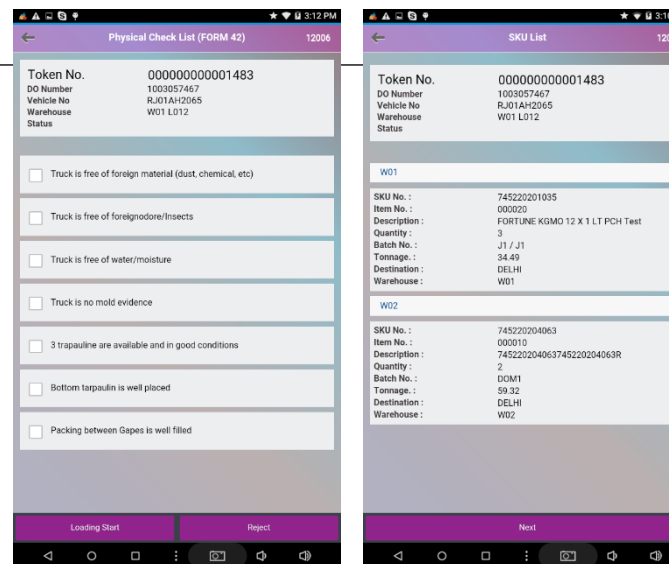 3:12 PM
Physical Check List (FORM 42)
12006
Token No. 000000000001483
DO Number 1003057467
Vehicle No RJ01AH2065
Warehouse W01 L012
Status
Truck is free of foreign material (dust, chemical, etc)
Truck is free of foreignodore/Insects
Truck is free of water/moisture
Truck is no mold evidence
3 trapauline are available and in good conditions
Bottom tarpaulin is well placed
Packing between Gapes is well filled
Loading Start
Reject
SKU List
Token No. 000000000001483
DO Number 1003057467
Vehicle No RJ01AH2065
Warehouse W01 L012
Status
W01
SKU No. : 745220201035
Item No. : 000020
Description : FORTUNE KGMO 12 X 1 LT PCH Test
Quantity : 3
Batch No. : J1 / J1
Tonnage. : 34.49
Destination : DELHI
Warehouse : W01
W02
SKU No. : 745220204063
Item No. : 000010
Description : 745220204063745220204063R
Quantity : 2
Batch No. : DOM1
Tonnage. : 59.32
Destination : DELHI
Warehouse : W02
Next